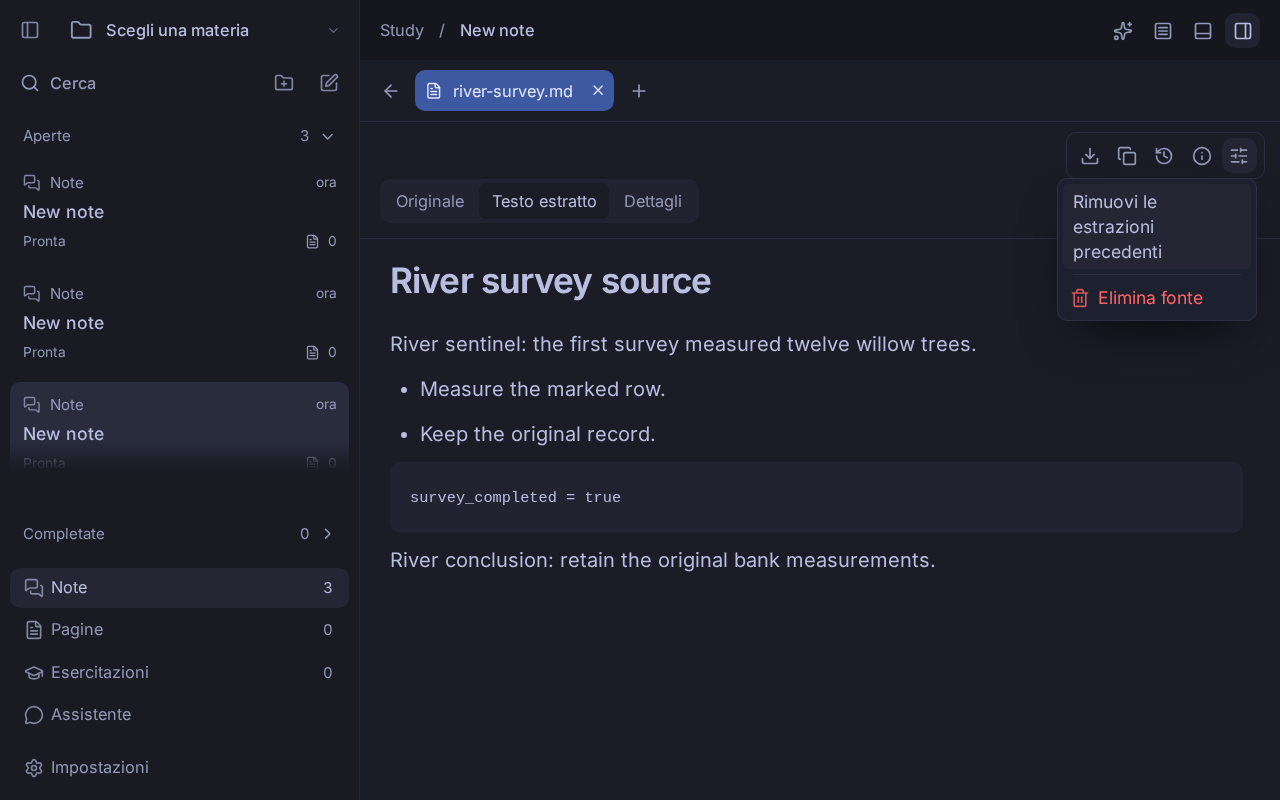 Scegli una materia
Study / New note
Cerca
river-survey.md
Aperte 3
Note ora
New note
Pronta 0
Note ora
New note
Pronta 0
Note ora
New note
Pronta 0
Completate 0
Note 3
Pagine 0
Esercitazioni 0
Assistente
Impostazioni
Originale Testo estratto Dettagli
Rimuovi le
estrazioni
precedenti
Elimina fonte
River survey source
River sentinel: the first survey measured twelve willow trees.
• Measure the marked row.
• Keep the original record.
survey_completed = true
River conclusion: retain the original bank measurements.